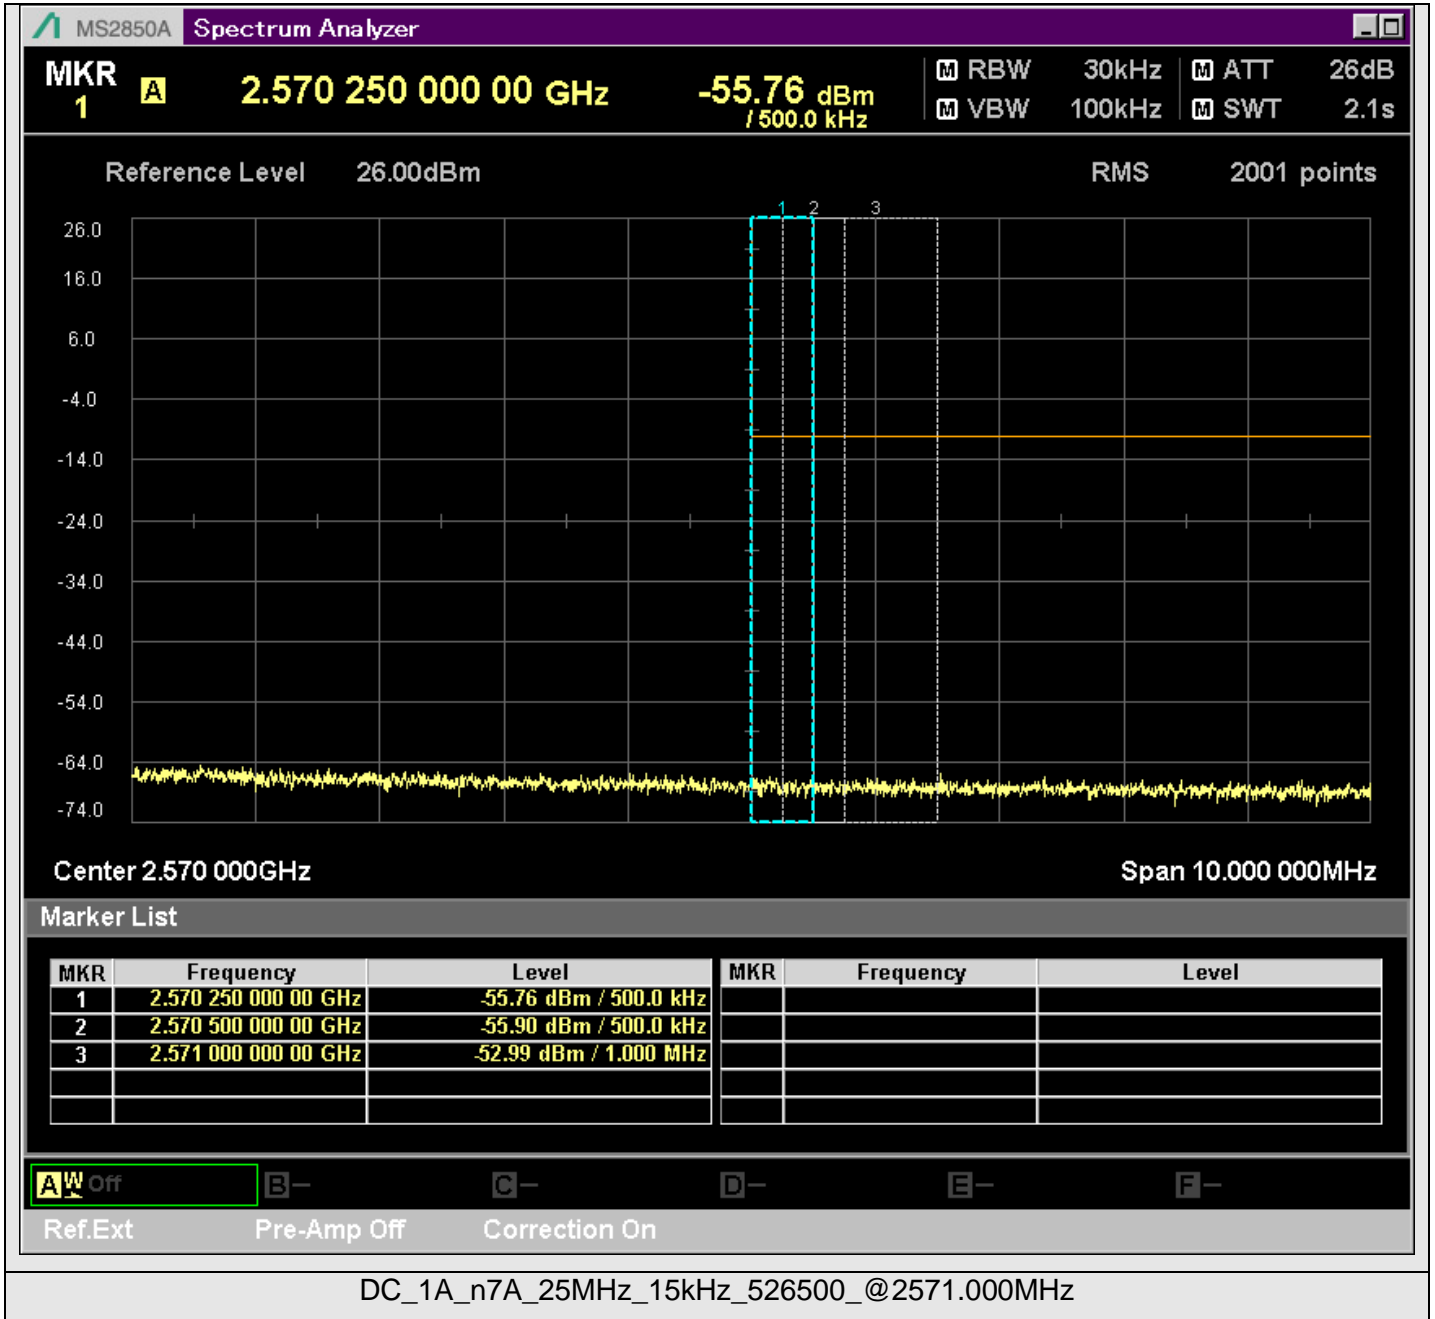 MS2850A Spectrum Analyzer
MKR 1 A 2.570 250 000 00 GHz -55.76 dBm / 500.0 kHz
M RBW 30kHz M ATT 26dB
M VBW 100kHz M SWT 2.1s
Reference Level 26.00dBm RMS 2001 points
1 2 3
26.0
16.0
6.0
-4.0
-14.0
-24.0
-34.0
-44.0
-54.0
-64.0
-74.0
Center 2.570 000GHz Span 10.000 000MHz
Marker List
MKR Frequency Level MKR Frequency Level
1 2.570 250 000 00 GHz -55.76 dBm / 500.0 kHz
2 2.570 500 000 00 GHz -55.90 dBm / 500.0 kHz
3 2.571 000 000 00 GHz -52.99 dBm / 1.000 MHz
A W Off B – C – D – E – F –
Ref.Ext Pre-Amp Off Correction On
DC_1A_n7A_25MHz_15kHz_526500_@2571.000MHz